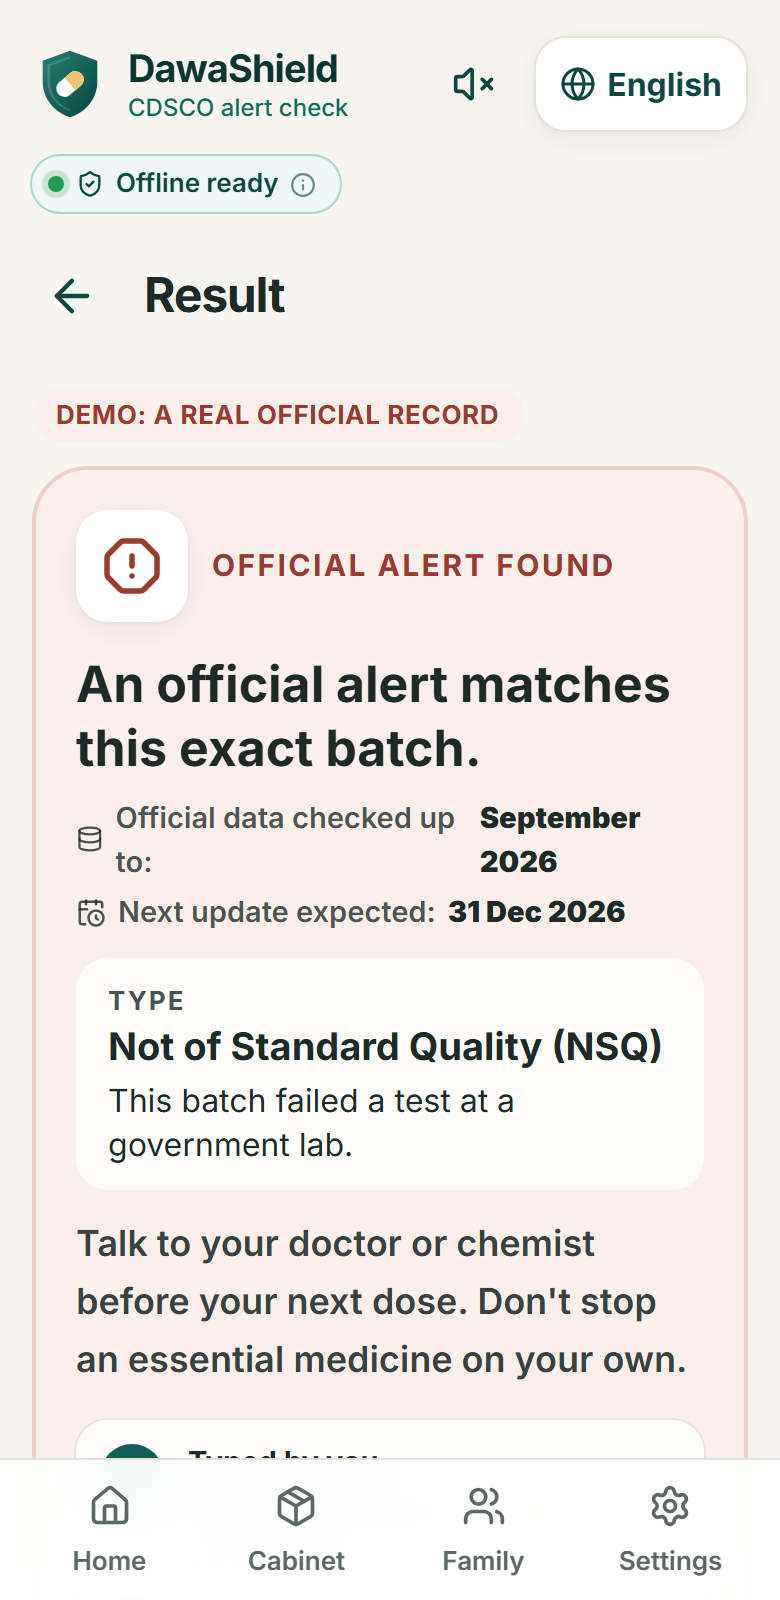 DawaShield
CDSCO alert check
English
Offline ready
Result
DEMO: A REAL OFFICIAL RECORD
OFFICIAL ALERT FOUND
An official alert matches
this exact batch.
Official data checked up to: September 2026
Next update expected: 31 Dec 2026
TYPE
Not of Standard Quality (NSQ)
This batch failed a test at a
government lab.
Talk to your doctor or chemist
before your next dose. Don't stop
an essential medicine on your own.
Typed by you
Home
Cabinet
Family
Settings